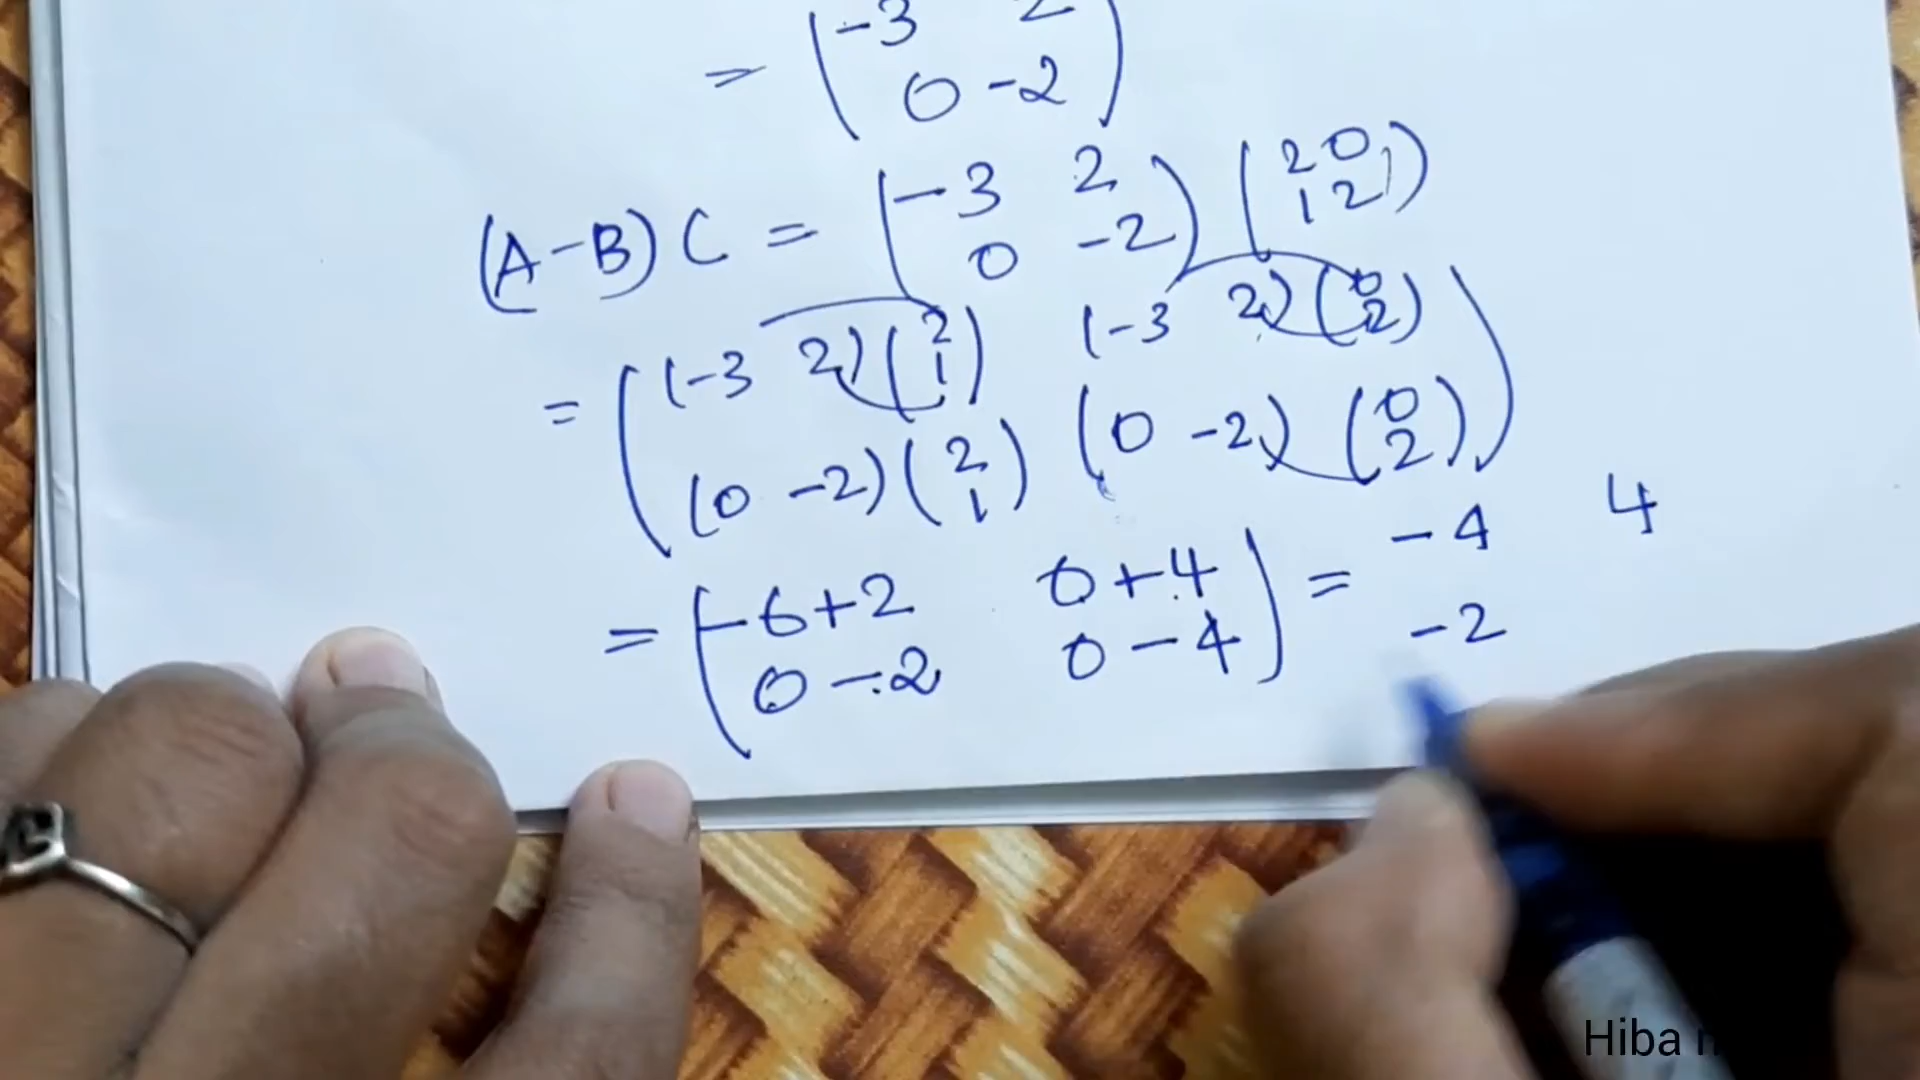 = (-3 2
0 -2)
(A-B) C = (-3 2 0 -2) (2 0 1 2)
= ((-3 2)(2 1) (-3 2)(0 2)
(0 -2)(2 1) (0 -2)(0 2))
= (-6+2 0+4 = -4 4
0-2 0-4) -2
Hiba